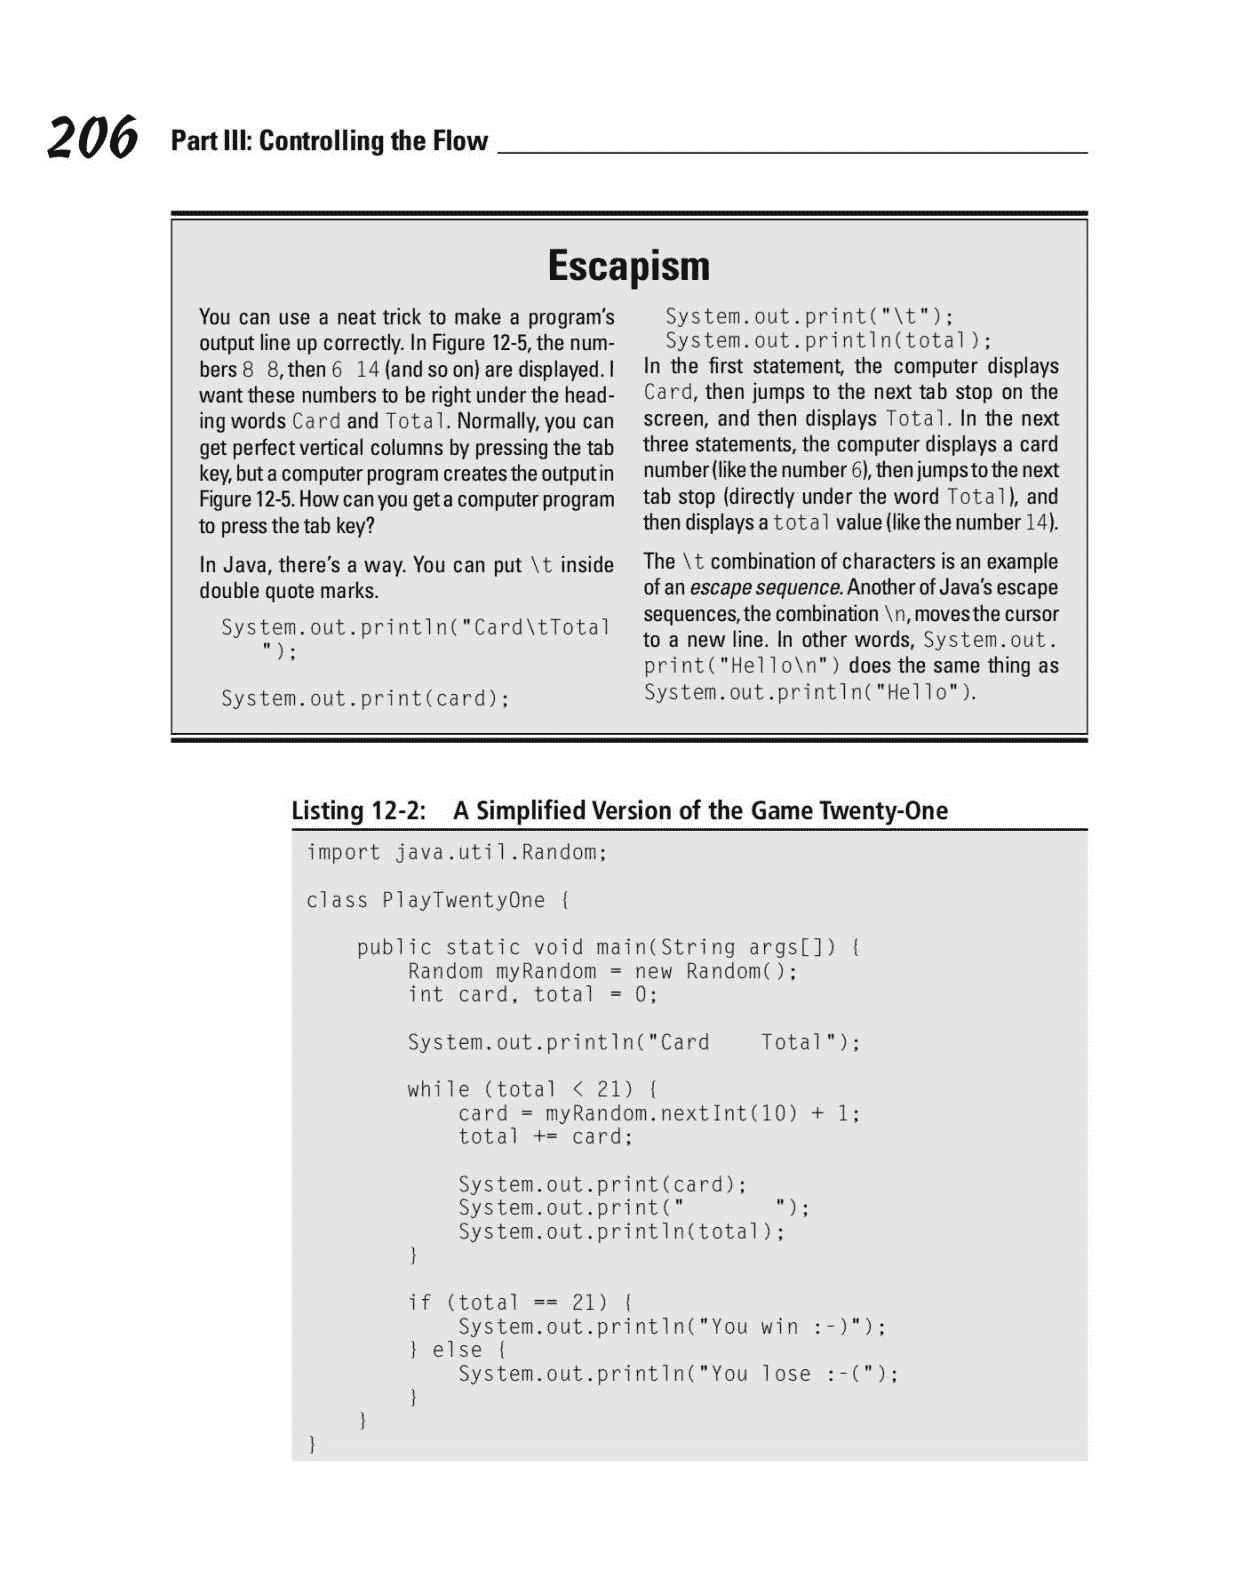 206 Part III: Controlling the Flow
Escapism
You can use a neat trick to make a program's
output line up correctly. In Figure 12-5, the num-
bers 8 8, then 6 14 (and so on) are displayed. I
want these numbers to be right under the head-
ing words Card and Total. Normally, you can
get perfect vertical columns by pressing the tab
key, but a computer program creates the output in
Figure 12-5. How can you get a computer program
to press the tab key?
In Java, there's a way. You can put \t inside
double quote marks.
System.out.println("Card\tTotal
");
System.out.print(card);
System.out.print("\t");
System.out.println(total);
In the first statement, the computer displays
Card, then jumps to the next tab stop on the
screen, and then displays Total. In the next
three statements, the computer displays a card
number (like the number 6), then jumps to the next
tab stop (directly under the word Total), and
then displays a total value (like the number 14).
The \t combination of characters is an example
of an escape sequence. Another of Java's escape
sequences, the combination \n, moves the cursor
to a new line. In other words, System.out.
print("Hello\n") does the same thing as
System.out.println("Hello").
Listing 12-2: A Simplified Version of the Game Twenty-One
import java.util.Random;
class PlayTwentyOne {
    public static void main(String args[]) {
        Random myRandom = new Random();
        int card, total = 0;
        System.out.println("Card    Total");
        while (total < 21) {
            card = myRandom.nextInt(10) + 1;
            total += card;
            System.out.print(card);
            System.out.print("       ");
            System.out.println(total);
        }
        if (total == 21) {
            System.out.println("You win :-)");
        } else {
            System.out.println("You lose :-(");
        }
    }
}